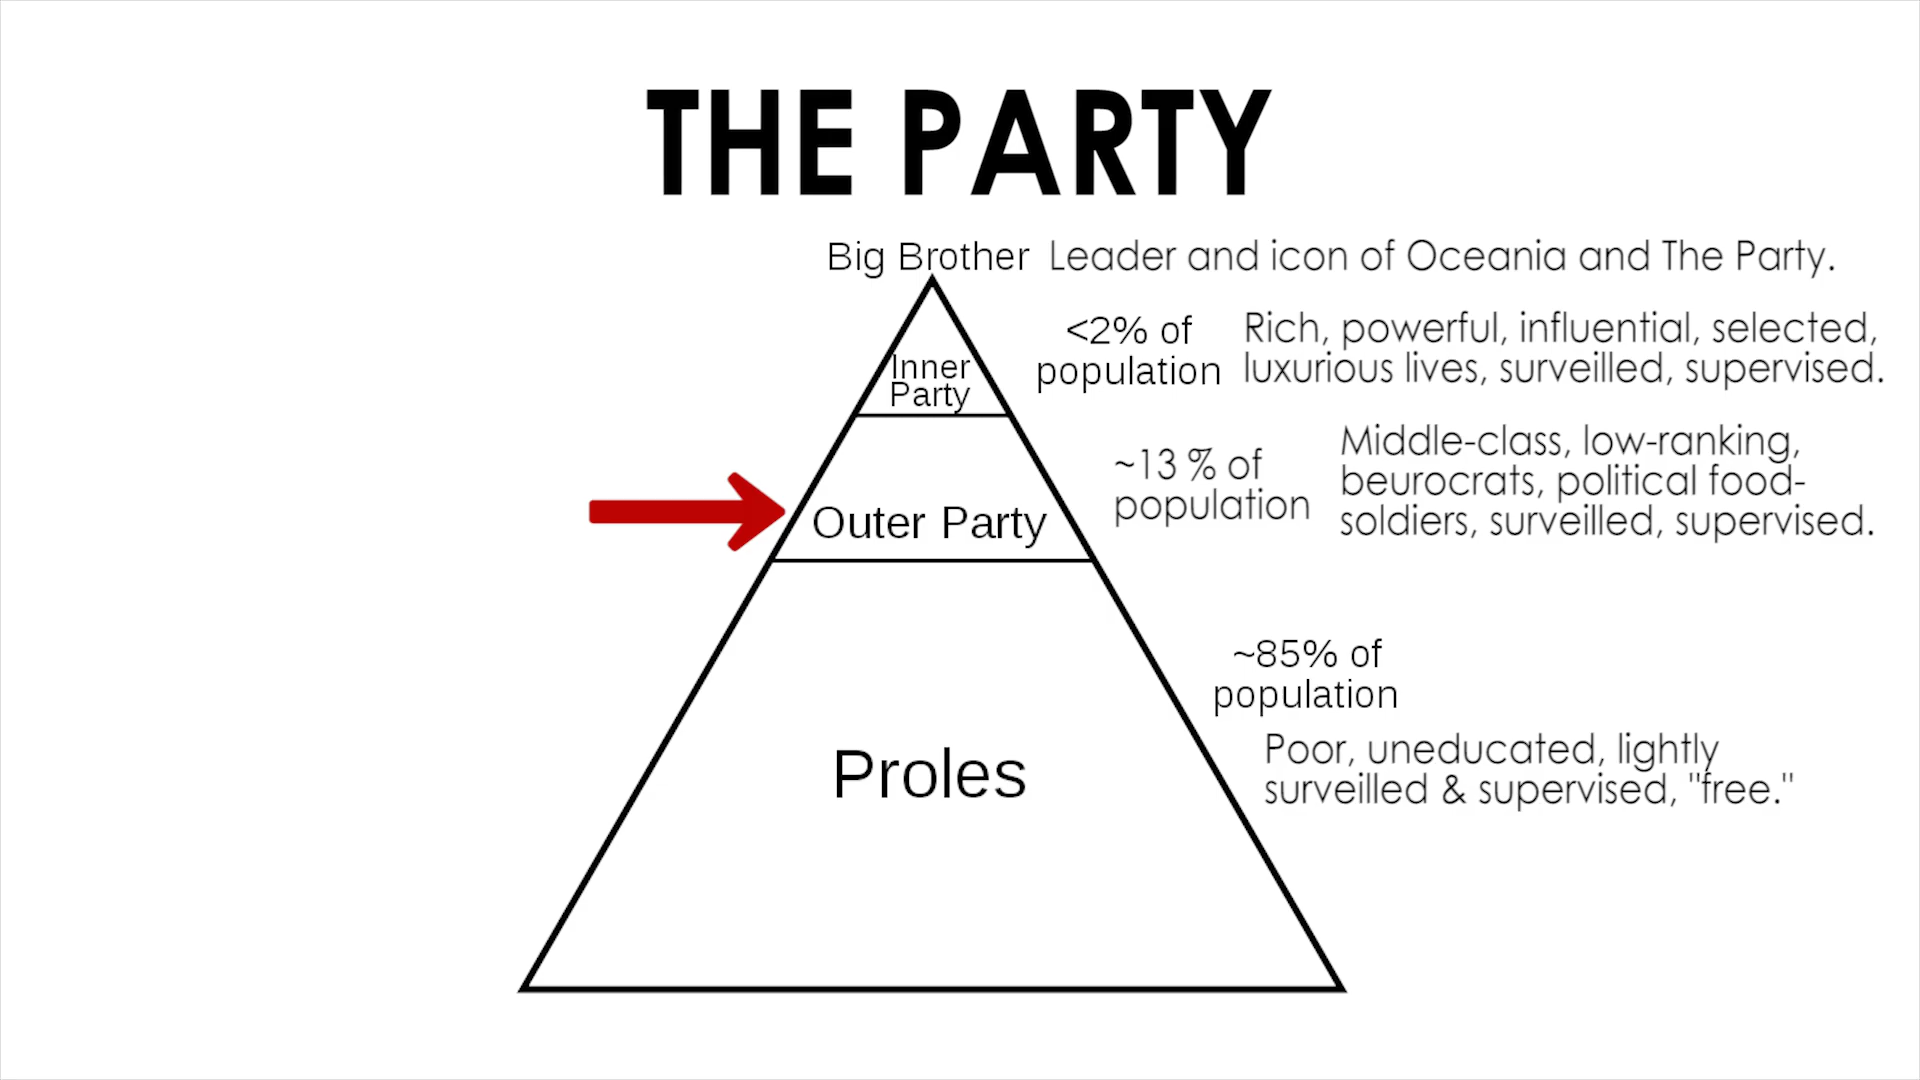 THE PARTY
Big Brother Leader and icon of Oceania and The Party.
<2% of
population
Rich, powerful, influential, selected,
luxurious lives, surveilled, supervised.
Inner
Party
~13 % of
population
Middle-class, low-ranking,
beurocrats, political food-
soldiers, surveilled, supervised.
Outer Party
~85% of
population
Poor, uneducated, lightly
surveilled & supervised, "free."
Proles